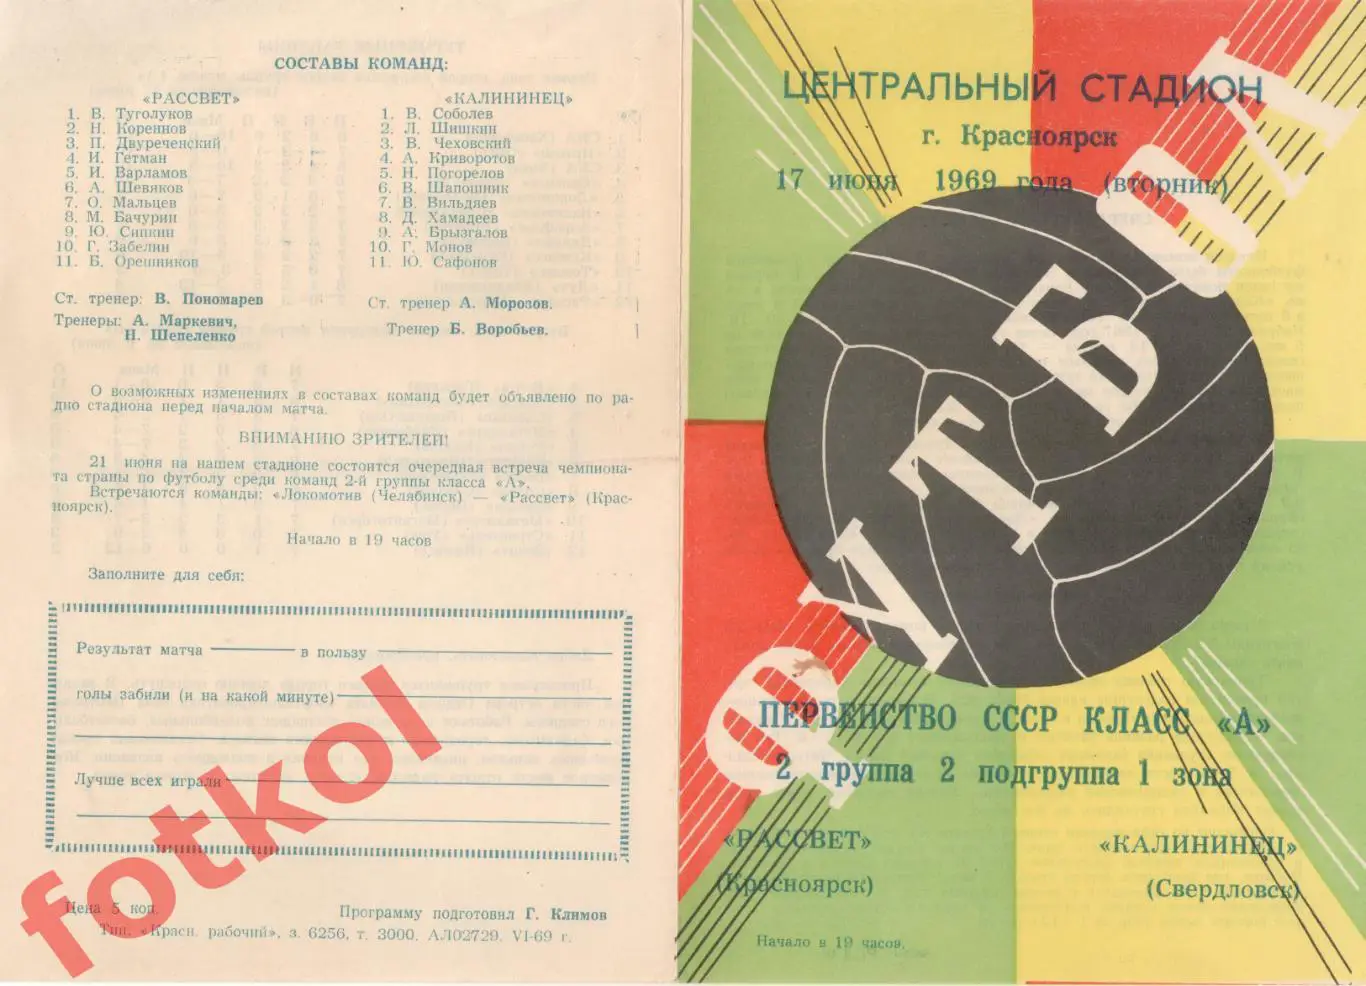 СОСТАВЫ КОМАНД:
«РАССВЕТ»
1. В. Туголуков
2. Н. Кореннов
3. П. Двуреченский
4. И. Гетман
5. И. Варламов
6. А. Шевяков
7. О. Мальцев
8. М. Бачурин
9. Ю. Сипкин
10. Г. Забелин
11. Б. Орешников
Ст. тренер: В. Пономарев
Тренеры: А. Маркевич,
Н. Шепеленко
«КАЛИНИНЕЦ»
1. В. Соболев
2. Л. Шишкин
3. В. Чеховский
4. А. Криворотов
5. Н. Погорелов
6. В. Шапошник
7. В. Вильдяев
8. Д. Хамадеев
9. А. Брызгалов
10. Г. Монов
11. Ю. Сафонов
Ст. тренер А. Морозов.
Тренер Б. Воробьев.
О возможных изменениях в составах команд будет объявлено по ра-
дио стадиона перед началом матча.
ВНИМАНИЮ ЗРИТЕЛЕЙ!
21 июня на нашем стадионе состоится очередная встреча чемпиона-
та страны по футболу среди команд 2-й группы класса «А».
Встречаются команды: «Локомотив (Челябинск) — «Рассвет» (Крас-
ноярск).
Начало в 19 часов
Заполните для себя:
Результат матча в пользу
голы забили (и на какой минуте)
Лучше всех играли
Цена 5 коп.
Программу подготовил Г. Климов
Тип. «Красн. рабочий», з. 6256, т. 3000, АЛ02729. VI-69 г.
fotkol
ЦЕНТРАЛЬНЫЙ СТАДИОН
г. Красноярск
17 июня 1969 года (вторник)
ФУТБОЛ
ПЕРВЕНСТВО СССР КЛАСС «А»
2 группа 2 подгруппа 1 зона
«РАССВЕТ»
(Красноярск)
«КАЛИНИНЕЦ»
(Свердловск)
Начало в 19 часов.